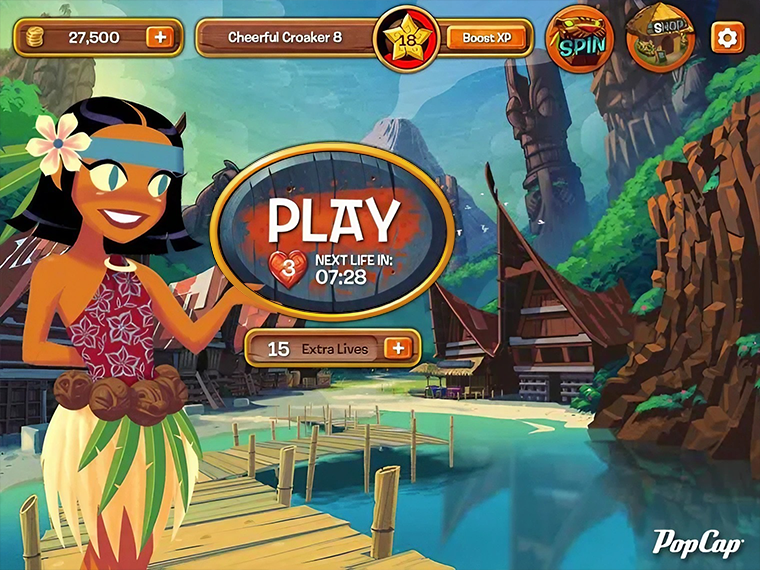 27,500 +
Cheerful Croaker 8
18
Boost XP
SPIN
SHOP
PLAY
3
NEXT LIFE IN:
07:28
15 Extra Lives +
PopCap